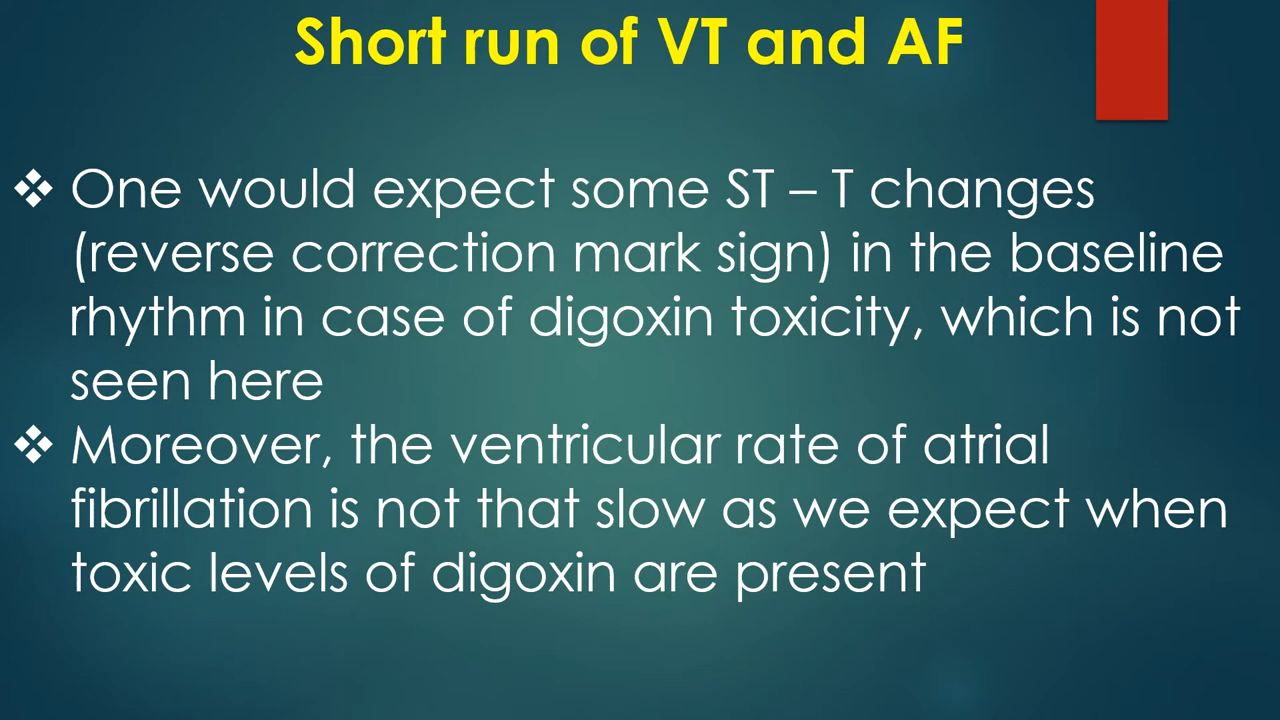 Short run of VT and AF
❖ One would expect some ST – T changes
(reverse correction mark sign) in the baseline
rhythm in case of digoxin toxicity, which is not
seen here
❖ Moreover, the ventricular rate of atrial
fibrillation is not that slow as we expect when
toxic levels of digoxin are present